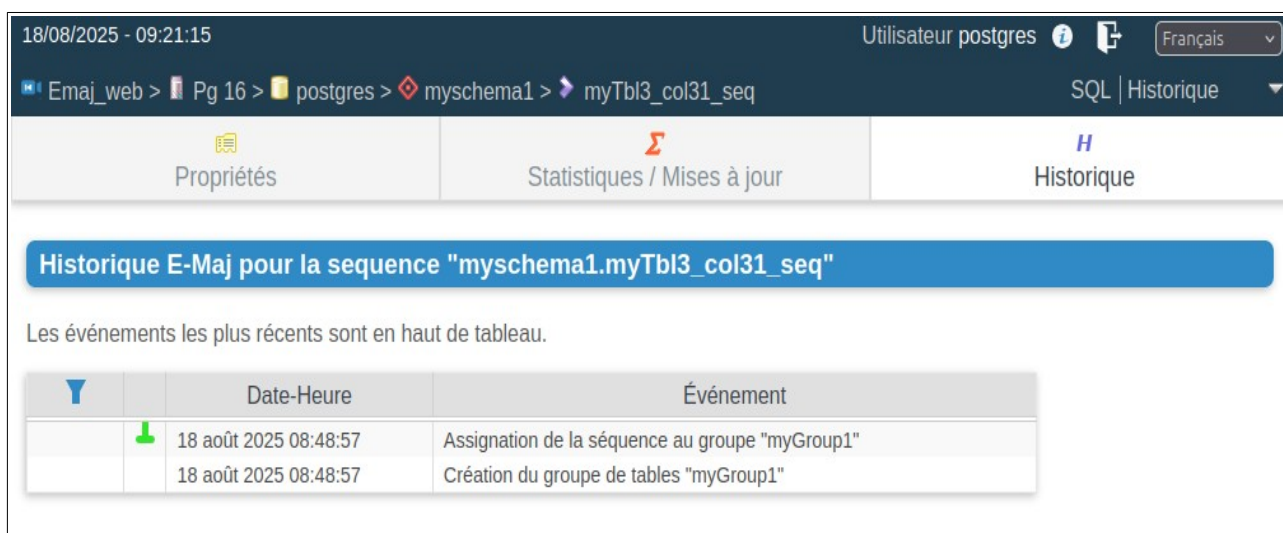 18/08/2025 - 09:21:15 Utilisateur postgres Français
Emaj_web > Pg 16 > postgres > myschema1 > myTbl3_col31_seq SQL | Historique
Propriétés Statistiques / Mises à jour Historique
Historique E-Maj pour la sequence "myschema1.myTbl3_col31_seq"
Les événements les plus récents sont en haut de tableau.
Date-Heure Événement
18 août 2025 08:48:57 Assignation de la séquence au groupe "myGroup1"
18 août 2025 08:48:57 Création du groupe de tables "myGroup1"